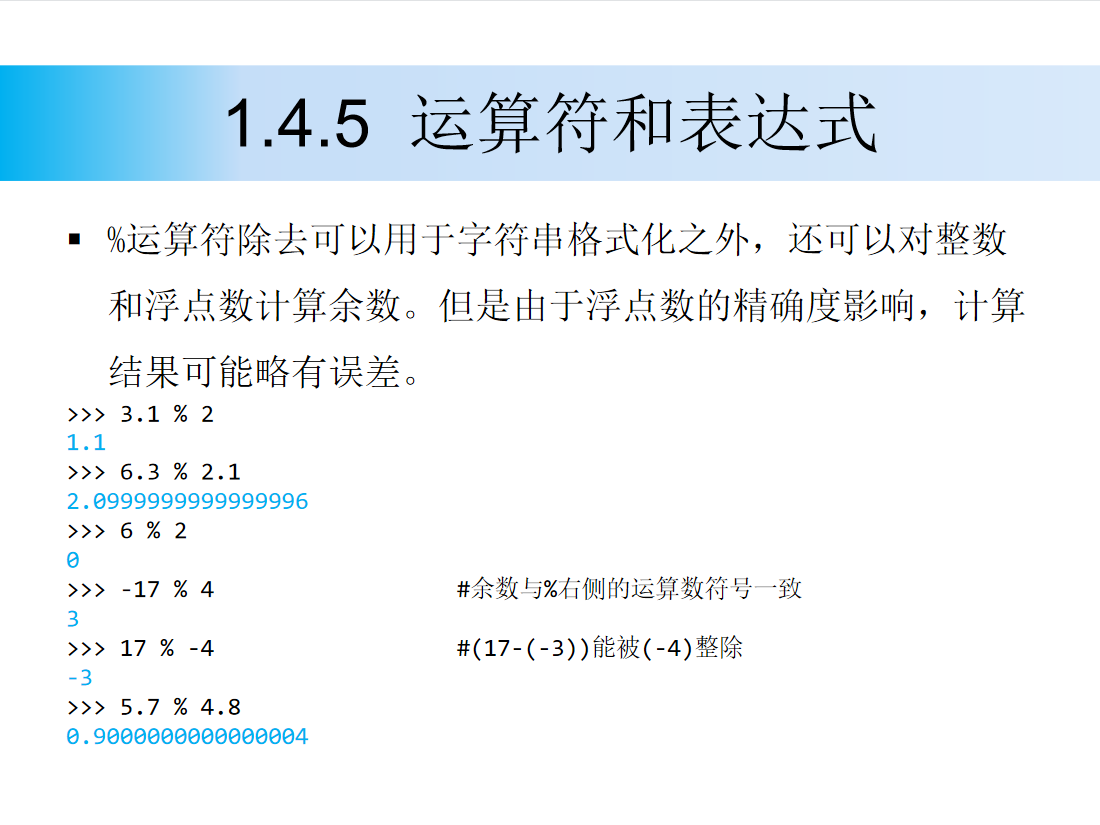 1.4.5 运算符和表达式
▪ %运算符除去可以用于字符串格式化之外，还可以对整数
和浮点数计算余数。但是由于浮点数的精确度影响，计算
结果可能略有误差。
>>> 3.1 % 2
1.1
>>> 6.3 % 2.1
2.0999999999999996
>>> 6 % 2
0
>>> -17 % 4 #余数与%右侧的运算数符号一致
3
>>> 17 % -4 #(17-(-3))能被(-4)整除
-3
>>> 5.7 % 4.8
0.9000000000000004